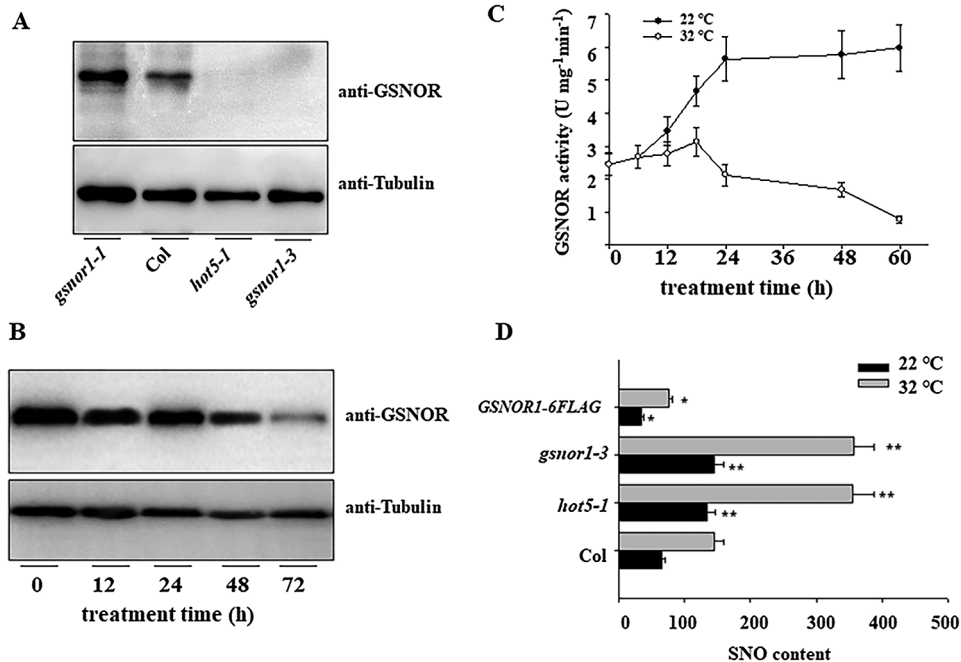 A
anti-GSNOR
anti-Tubulin
gsnor1-1 Col hot5-1 gsnor1-3
B
anti-GSNOR
anti-Tubulin
0 12 24 48 72
treatment time (h)
C
22 °C
32 °C
GSNOR activity (U mg⁻¹min⁻¹)
7
6
5
4
3
2
1
0 12 24 36 48 60
treatment time (h)
D
22 °C
32 °C
GSNOR1-6FLAG
*
*
gsnor1-3
**
**
hot5-1
**
**
Col
0 100 200 300 400 500
SNO content